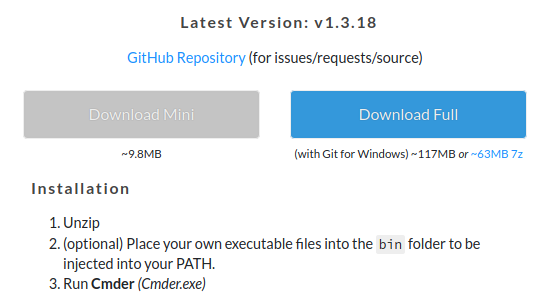 Latest Version: v1.3.18
GitHub Repository (for issues/requests/source)
Download Mini
Download Full
~9.8MB
(with Git for Windows) ~117MB or ~63MB 7z
Installation
1. Unzip
2. (optional) Place your own executable files into the bin folder to be
injected into your PATH.
3. Run Cmder (Cmder.exe)